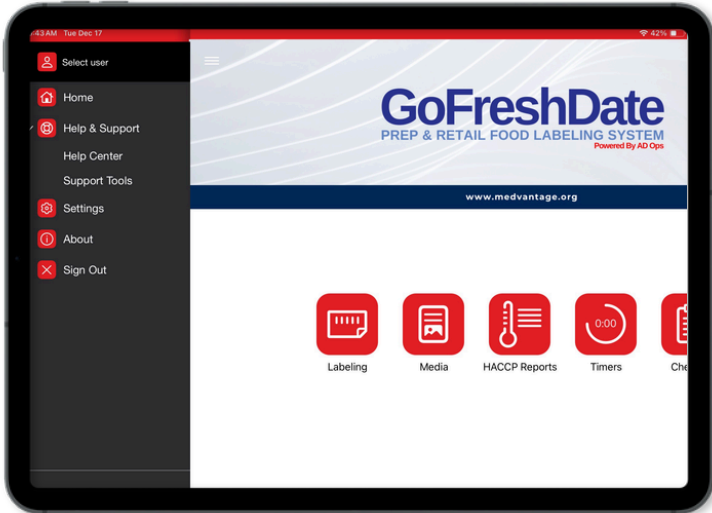 :43 AM Tue Dec 17
42%
Select user
Home
Help & Support
Help Center
Support Tools
Settings
About
Sign Out
GoFreshDate
PREP & RETAIL FOOD LABELING SYSTEM
Powered By AD Ops
www.medvantage.org
0:00
Labeling
Media
HACCP Reports
Timers
Che